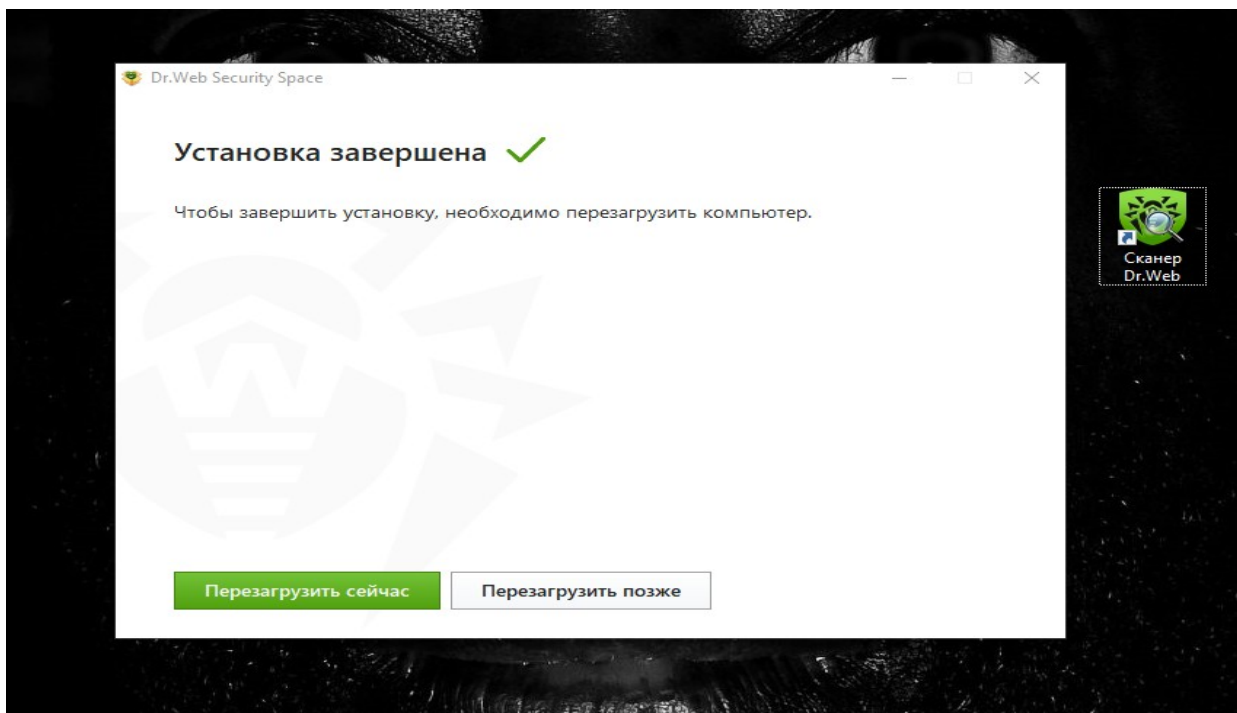 Dr.Web Security Space
Установка завершена
Чтобы завершить установку, необходимо перезагрузить компьютер.
Сканер
Dr.Web
Перезагрузить сейчас
Перезагрузить позже